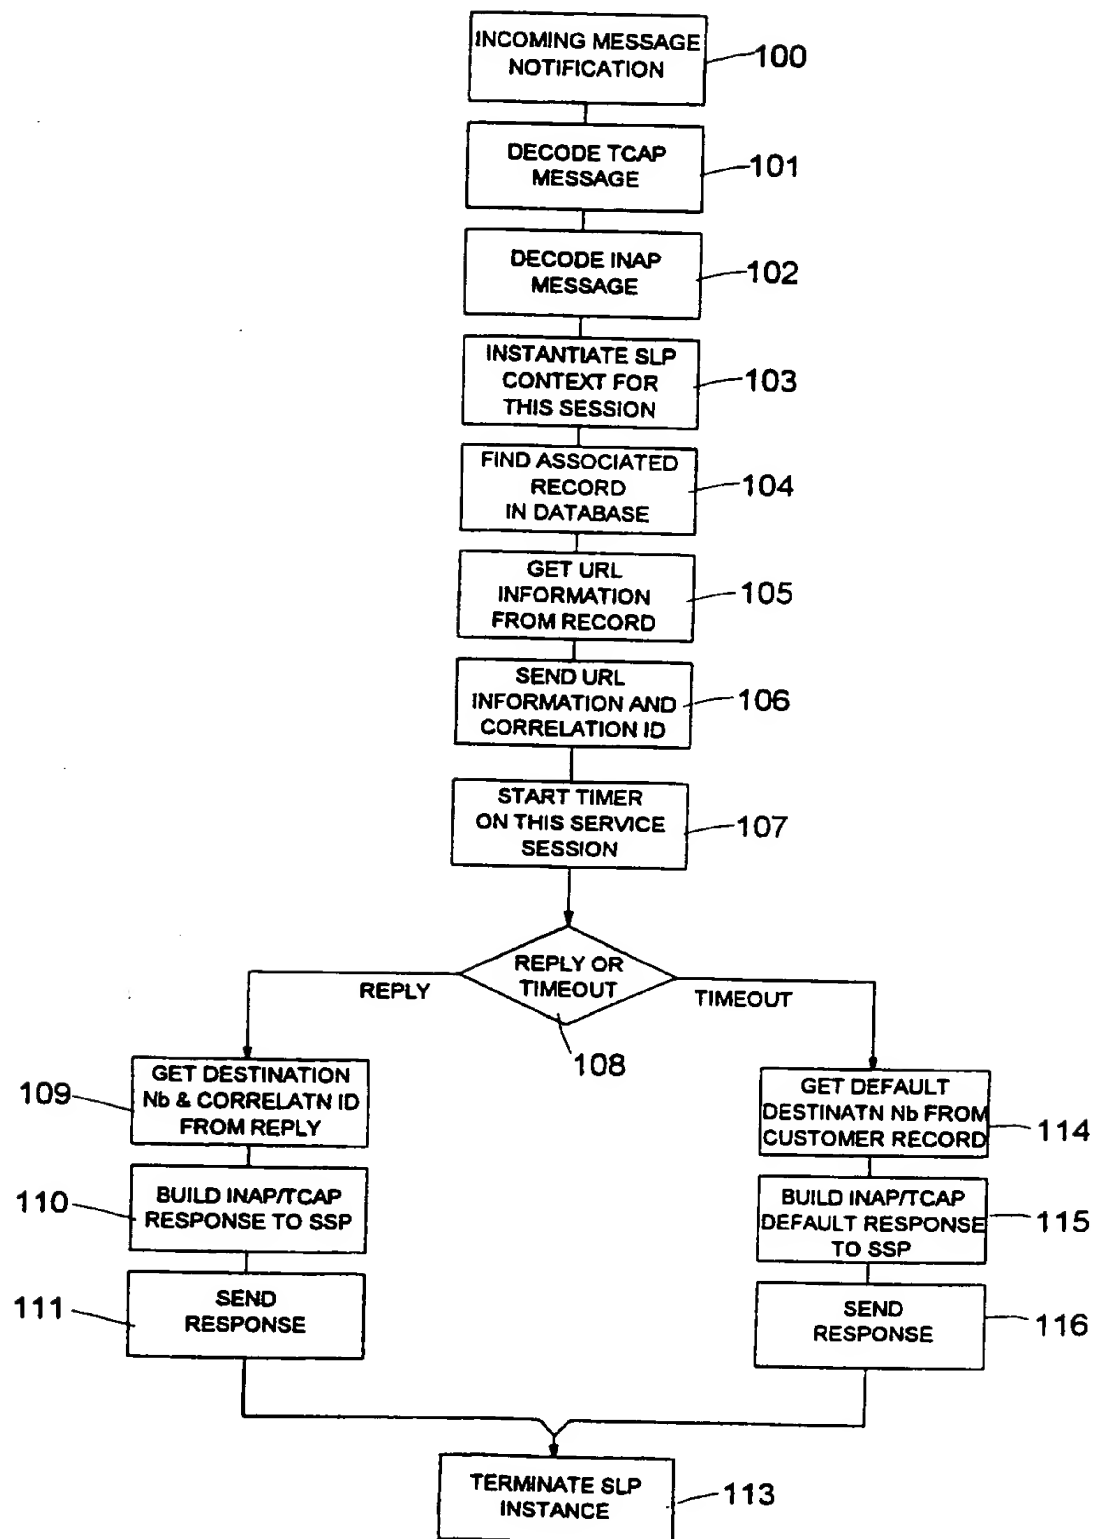 INCOMING MESSAGE
NOTIFICATION
100
DECODE TCAP
MESSAGE
101
DECODE INAP
MESSAGE
102
INSTANTIATE SLP
CONTEXT FOR
THIS SESSION
103
FIND ASSOCIATED
RECORD
IN DATABASE
104
GET URL
INFORMATION
FROM RECORD
105
SEND URL
INFORMATION AND
CORRELATION ID
106
START TIMER
ON THIS SERVICE
SESSION
107
REPLY OR
TIMEOUT
108
REPLY
TIMEOUT
GET DESTINATION
Nb & CORRELATN ID
FROM REPLY
109
BUILD INAP/TCAP
RESPONSE TO SSP
110
SEND
RESPONSE
111
GET DEFAULT
DESTINATN Nb FROM
CUSTOMER RECORD
114
BUILD INAP/TCAP
DEFAULT RESPONSE
TO SSP
115
SEND
RESPONSE
116
TERMINATE SLP
INSTANCE
113